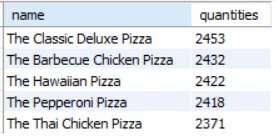 name quantities
The Classic Deluxe Pizza 2453
The Barbecue Chicken Pizza 2432
The Hawaiian Pizza 2422
The Pepperoni Pizza 2418
The Thai Chicken Pizza 2371